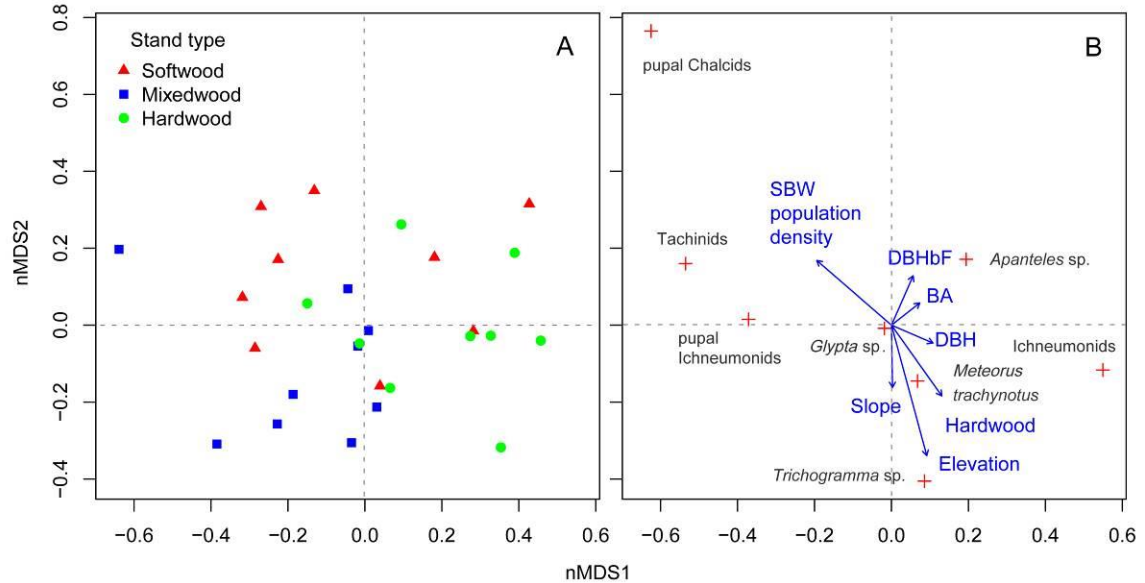 Stand type
Softwood
Mixedwood
Hardwood
A
nMDS2
0.8
0.6
0.4
0.2
0.0
−0.2
−0.4
−0.6 −0.4 −0.2 0.0 0.2 0.4 0.6
B
pupal Chalcids
SBW
population
density
Tachinids
DBHbF
Apanteles sp.
BA
pupal
Ichneumonids
Glypta sp.
DBH
Ichneumonids
Meteorus
trachynotus
Slope
Hardwood
Elevation
Trichogramma sp.
−0.6 −0.4 −0.2 0.0 0.2 0.4 0.6
nMDS1